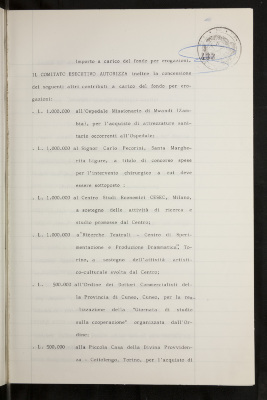 importo a carico del fondo per erogazioni.
IL COMITATO ESECUTIVO AUTORIZZA inoltre la concessione
dei seguenti altri contributi a carico del fondo per ero
gazioni:
- L. 1.000.000 all'Ospedale Missionario di (Zam-
bia), per l'acquisto di attrezzature sani-
tarie occorrenti all'Ospedale;
- L. 1.000.000 al Signor Carlo Pecorini, Santa Marghe-
rita Ligure, a titolo di concorso spese
per l'intervento chirurgico a cui deve
essere sottoposto;
- L. 1.000.000 al Centro Studi Economici Milano,
a sostegno delle attività di ricerca e
studio promosse dal Centro;
- L. 1.000.000 a "Ricerche Teatrali - Centro di Speri-
mentazione e Produzione Drammatica", To-
rino, a sostegno dell'attività artisti-
co-culturale svolta dal Centro;
- L. 500.000 all'Ordine dei Dottori Commercialisti del-
la Provincia di Cuneo, Cuneo, per la rea
lizzazione della "Giornata di studio
sulla cooperazione" organizzata dall'Or-
dine;
- L. 500.000 alla Piccola Casa della Divina Provviden-
za - Cottolengo, Torino, per l'acquisto di